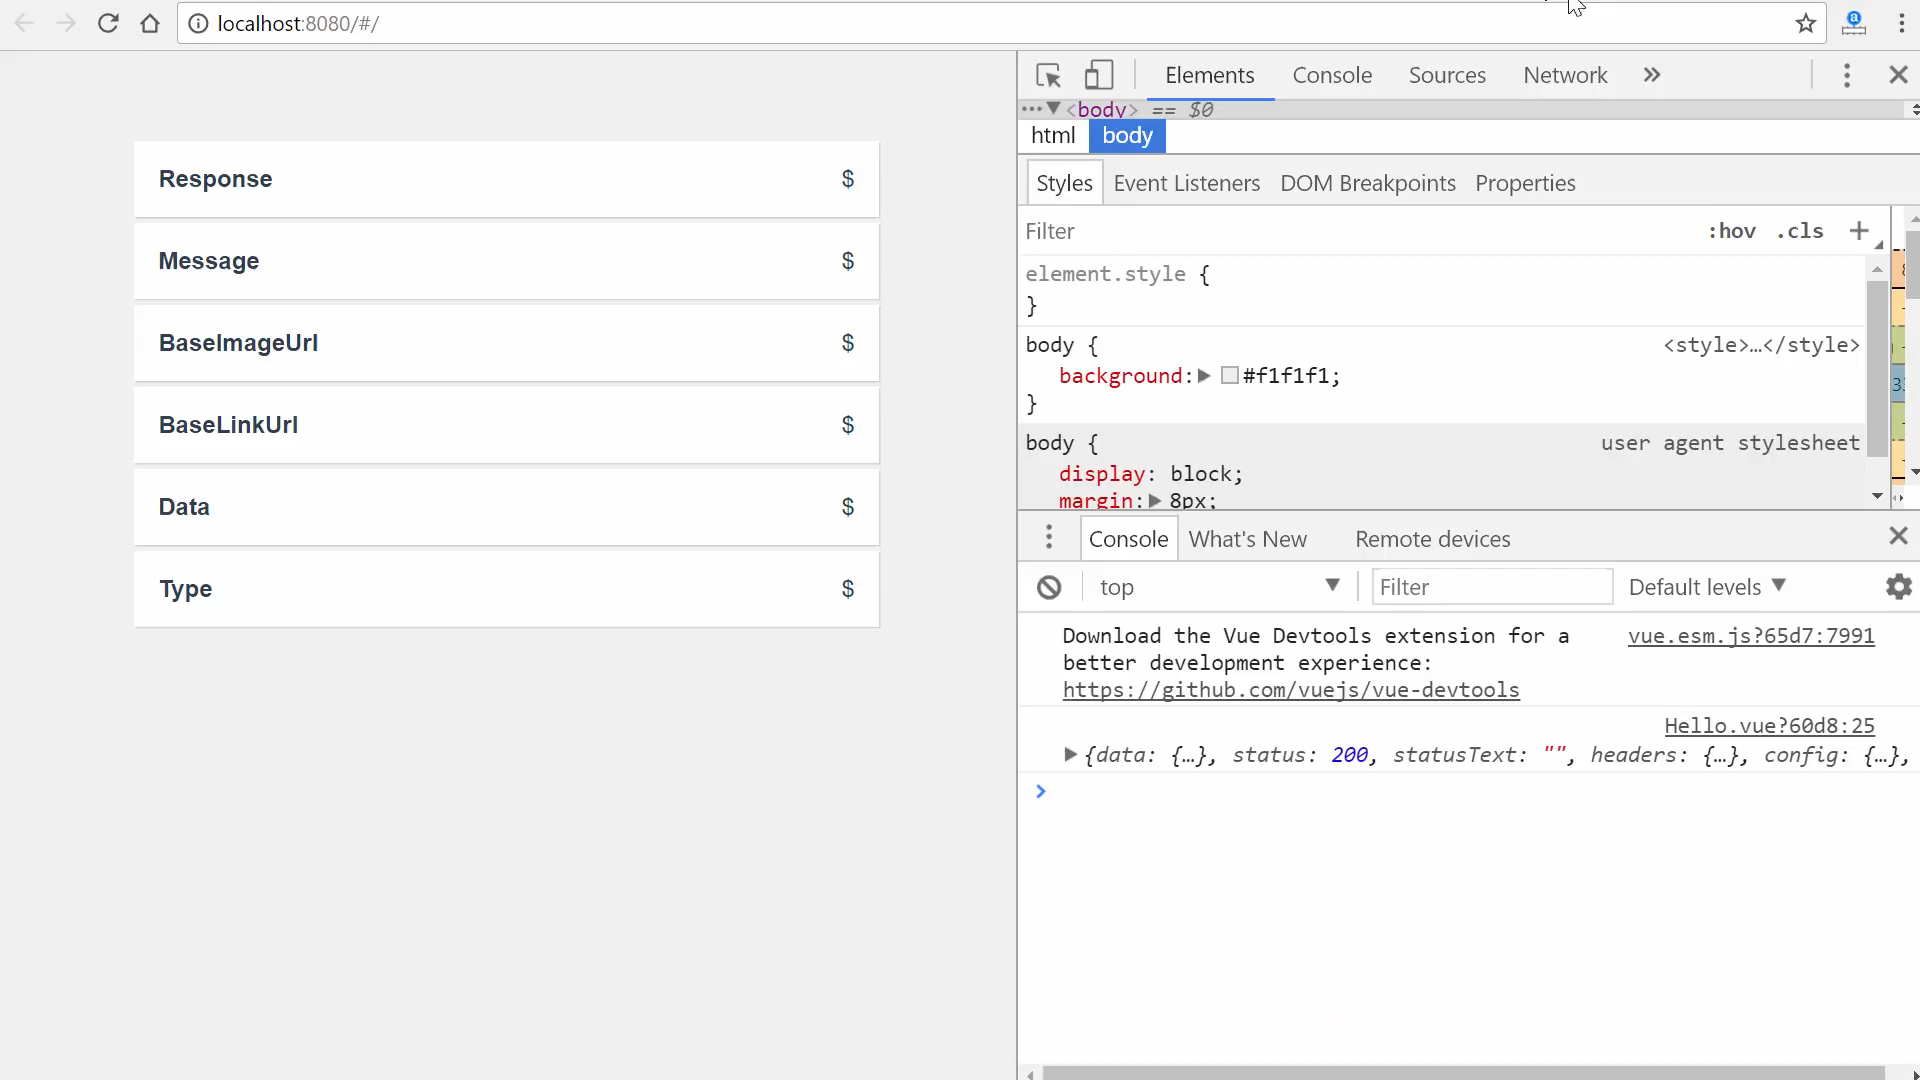 localhost:8080/#/
Response $
Message $
BaseImageUrl $
BaseLinkUrl $
Data $
Type $
Elements Console Sources Network »
<body> == $0
html body
Styles Event Listeners DOM Breakpoints Properties
Filter :hov .cls +
element.style {
}
body { <style>…</style>
background: #f1f1f1;
}
body { user agent stylesheet
display: block;
margin: 8px;
Console What's New Remote devices
top Filter Default levels
Download the Vue Devtools extension for a vue.esm.js?65d7:7991
better development experience:
https://github.com/vuejs/vue-devtools
Hello.vue?60d8:25
{data: {…}, status: 200, statusText: "", headers: {…}, config: {…},